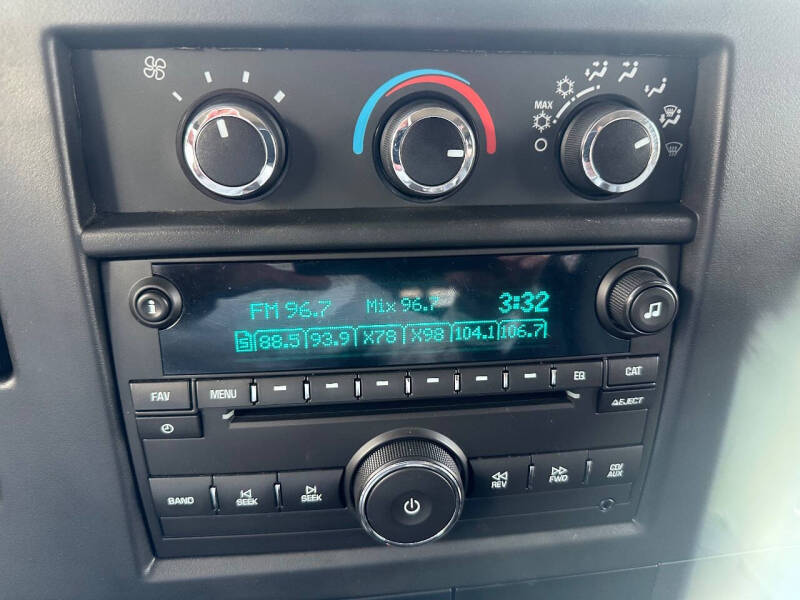 MAX
FM 96.7 Mix 96.7 3:32
S 88.5 93.9 X78 X98 104.1 106.7
FAV MENU EQ CAT
EJECT
BAND SEEK SEEK REV FWD CD/AUX